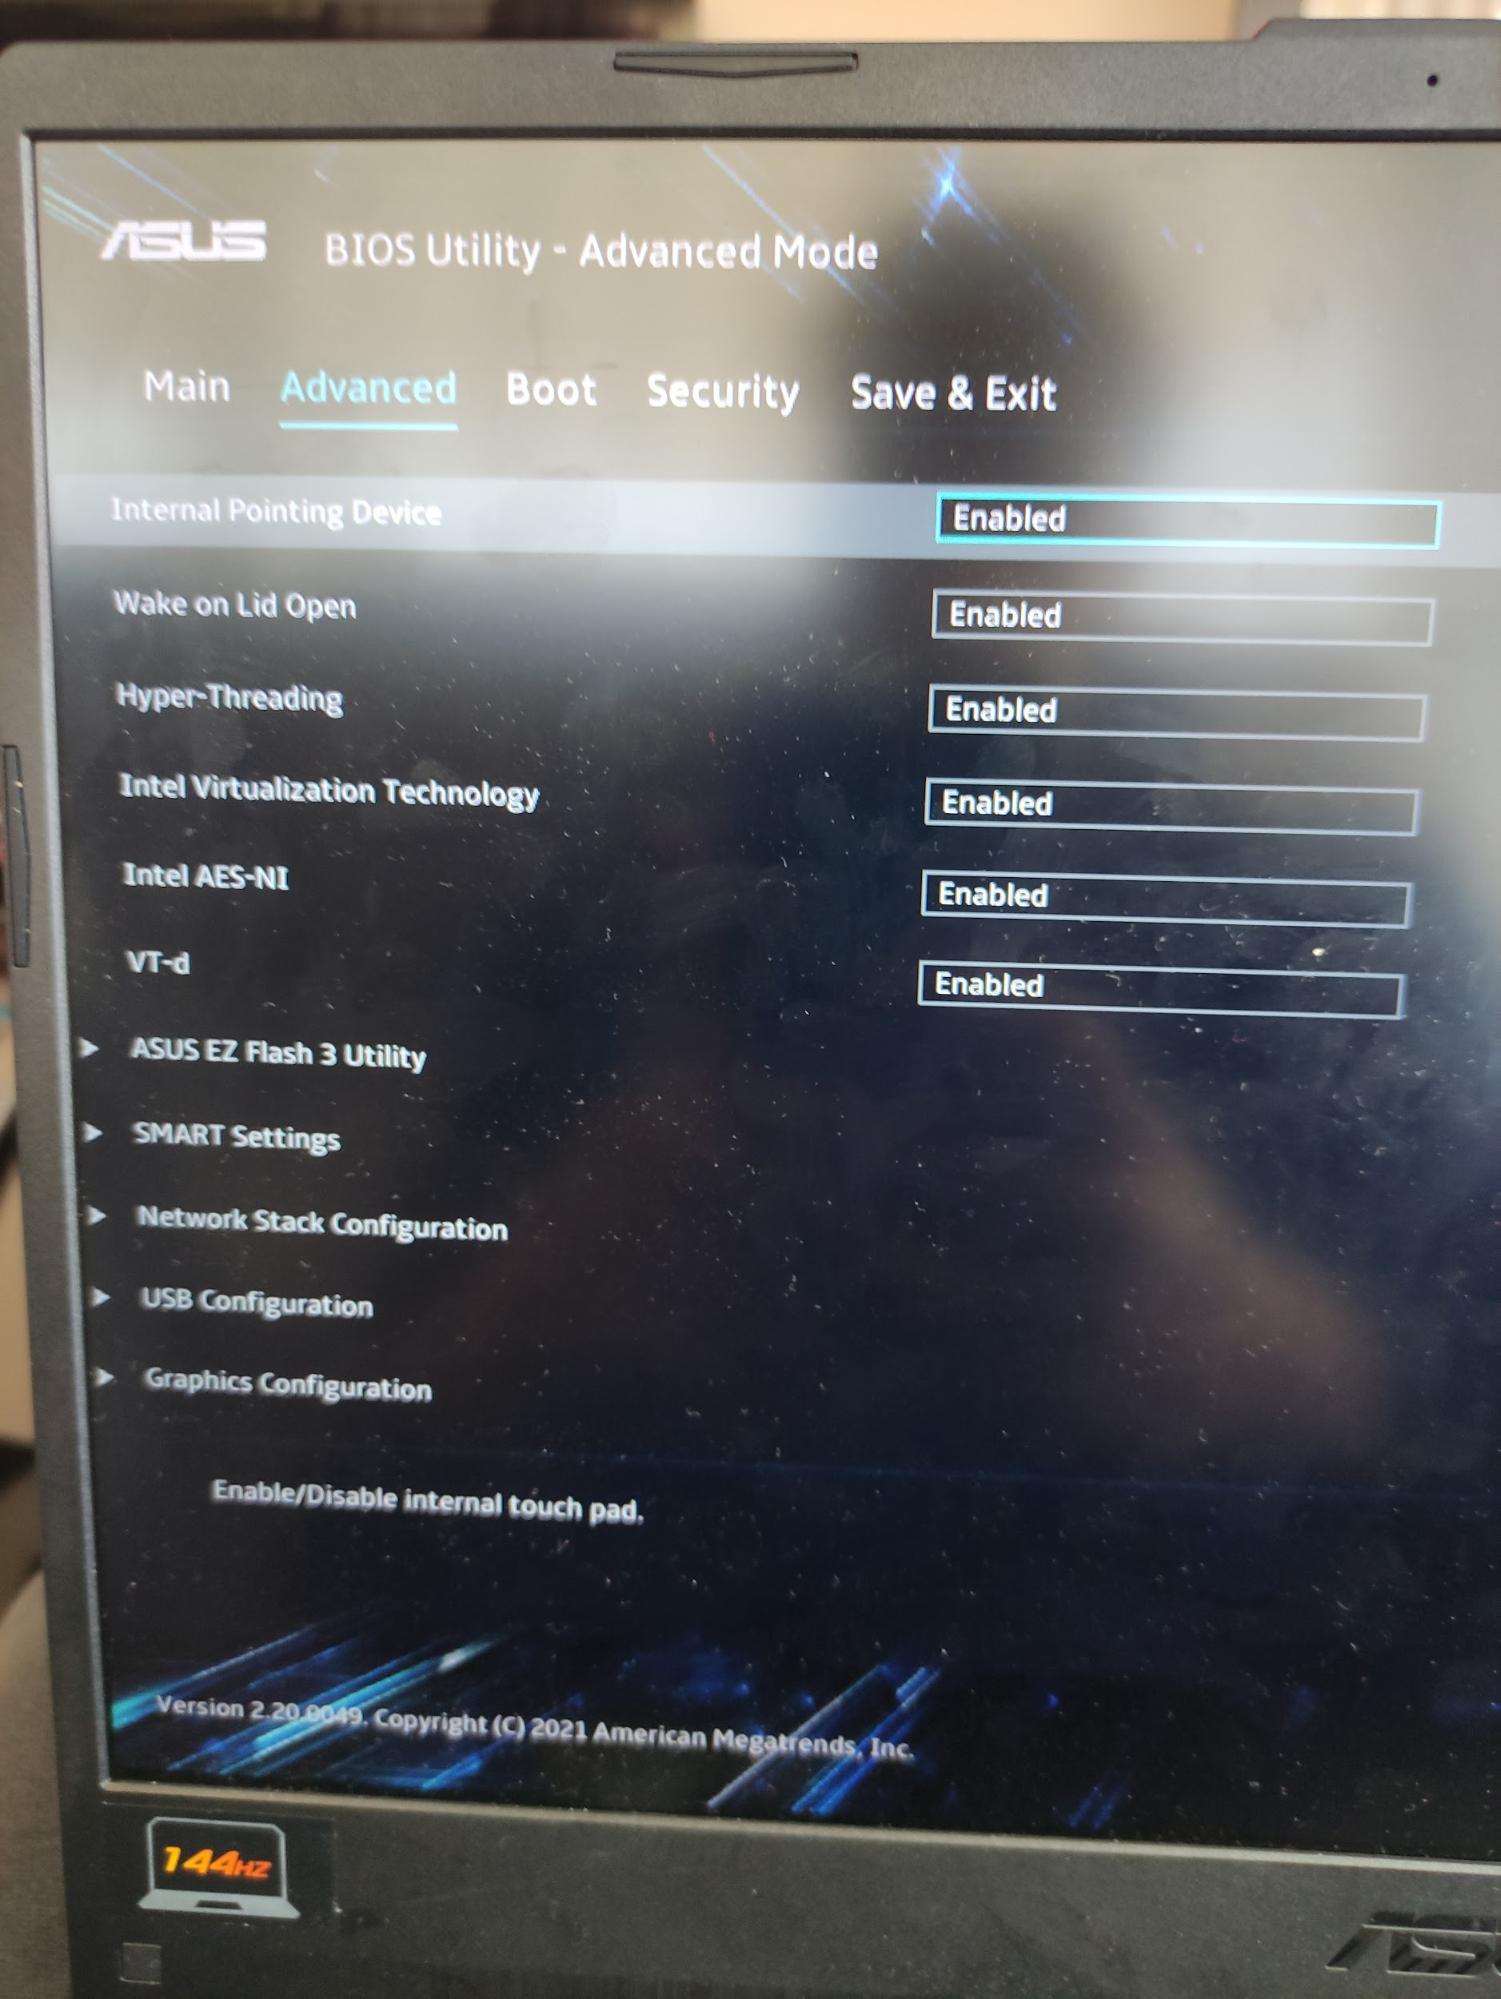 ASUS BIOS Utility - Advanced Mode
Main Advanced Boot Security Save & Exit
Internal Pointing Device Enabled
Wake on Lid Open Enabled
Hyper-Threading Enabled
Intel Virtualization Technology Enabled
Intel AES-NI Enabled
VT-d Enabled
ASUS EZ Flash 3 Utility
SMART Settings
Network Stack Configuration
USB Configuration
Graphics Configuration
Enable/Disable internal touch pad.
Version 2.20.0049. Copyright (C) 2021 American Megatrends, Inc.
144HZ